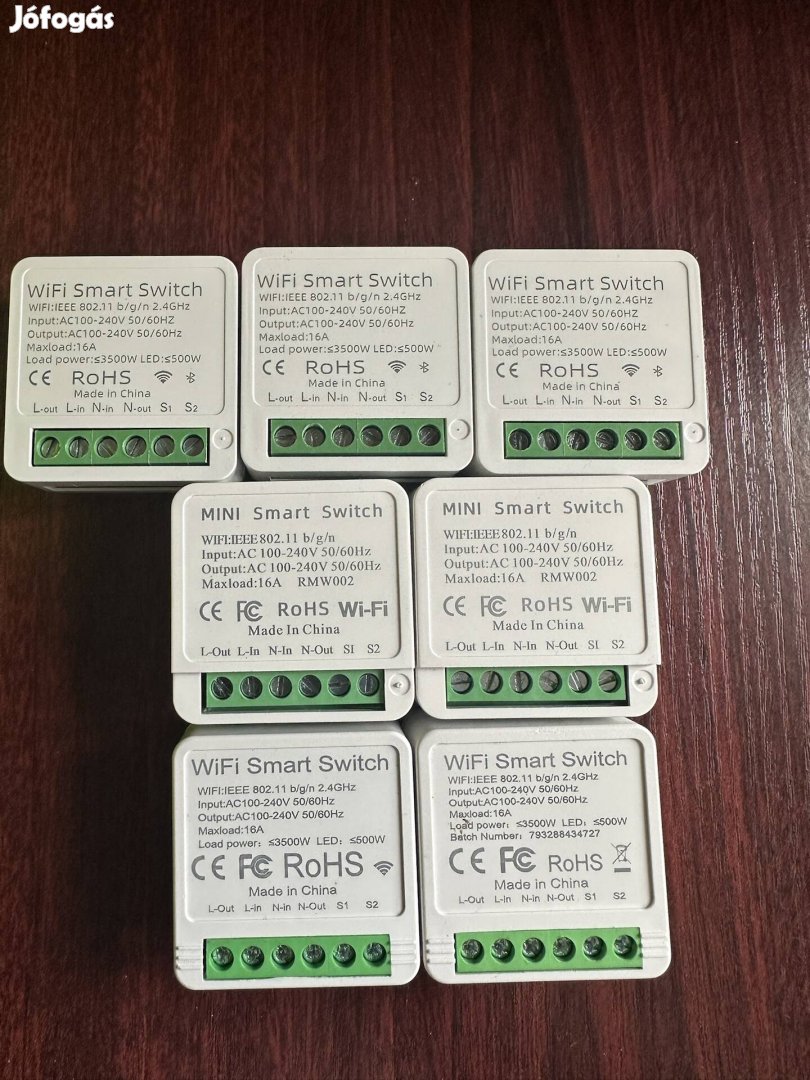 Jófogás
WiFi Smart Switch
WIFI:IEEE 802.11 b/g/n 2.4GHz
Input:AC100-240V 50/60HZ
Output:AC100-240V 50/60HZ
Maxload:16A
Load power:≤3500W LED:≤500W
CE RoHS
Made in China
L-out L-in N-in N-out S1 S2
WiFi Smart Switch
WIFI:IEEE 802.11 b/g/n 2.4GHz
Input:AC100-240V 50/60HZ
Output:AC100-240V 50/60HZ
Maxload:16A
Load power:≤3500W LED:≤500W
CE RoHS
Made in China
L-out L-in N-in N-out S1 S2
WiFi Smart Switch
WIFI:IEEE 802.11 b/g/n 2.4GHz
Input:AC100-240V 50/60HZ
Output:AC100-240V 50/60HZ
Maxload:16A
Load power:≤3500W LED:≤500W
CE RoHS
Made in China
L-out L-in N-in N-out S1 S2
MINI Smart Switch
WIFI:IEEE802.11 b/g/n
Input:AC 100-240V 50/60Hz
Output:AC 100-240V 50/60Hz
Maxload:16A RMW002
CE FC RoHS Wi-Fi
Made In China
L-Out L-In N-In N-Out S1 S2
MINI Smart Switch
WIFI:IEEE802.11 b/g/n
Input:AC 100-240V 50/60Hz
Output:AC 100-240V 50/60Hz
Maxload:16A RMW002
CE FC RoHS Wi-Fi
Made In China
L-Out L-In N-In N-Out S1 S2
WiFi Smart Switch
WIFI:IEEE 802.11 b/g/n 2.4GHz
Input:AC100-240V 50/60Hz
Output:AC100-240V 50/60Hz
Maxload:16A
Load power: ≤3500W LED: ≤500W
CE FC RoHS
Made in China
L-Out L-in N-in N-Out S1 S2
WiFi Smart Switch
WIFI:IEEE 802.11 b/g/n 2.4GHz
Input:AC100-240V 50/60Hz
Output:AC100-240V 50/60Hz
Maxload:16A
Load power: ≤3500W LED: ≤500W
Batch Number: 793288434727
CE FC RoHS
Made in China
L-Out L-in N-in N-Out S1 S2